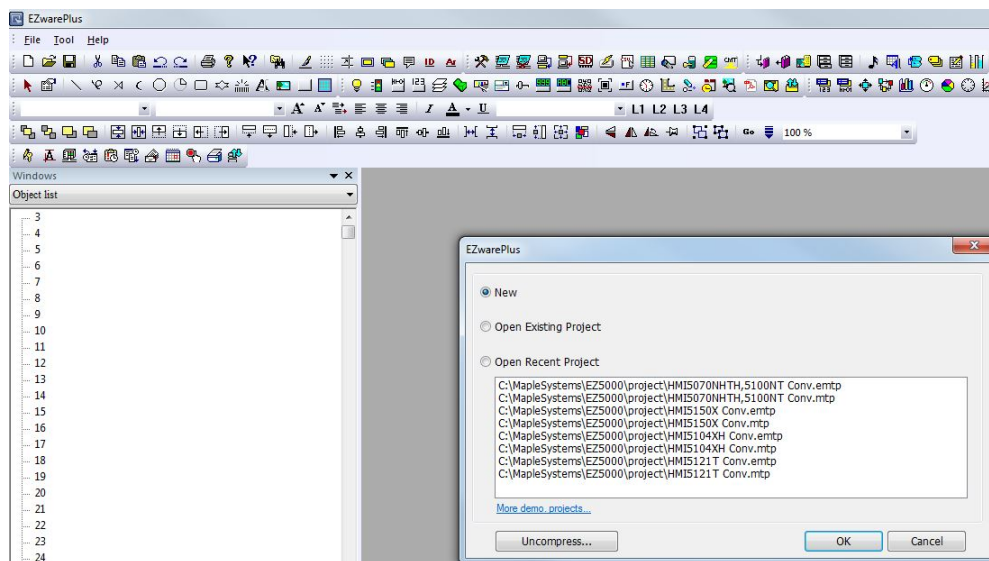 EZwarePlus
File Tool Help
L1 L2 L3 L4
Go 100 %
Windows
Object list
3
4
5
6
7
8
9
10
11
12
13
14
15
16
17
18
19
20
21
22
23
24
EZwarePlus
New
Open Existing Project
Open Recent Project
C:\MapleSystems\EZ5000\project\HMI5070NHTH,5100NT Conv.emtp
C:\MapleSystems\EZ5000\project\HMI5070NHTH,5100NT Conv.mtp
C:\MapleSystems\EZ5000\project\HMI5150X Conv.emtp
C:\MapleSystems\EZ5000\project\HMI5150X Conv.mtp
C:\MapleSystems\EZ5000\project\HMI5104XH Conv.emtp
C:\MapleSystems\EZ5000\project\HMI5104XH Conv.mtp
C:\MapleSystems\EZ5000\project\HMI5121T Conv.emtp
C:\MapleSystems\EZ5000\project\HMI5121T Conv.mtp
More demo. projects...
Uncompress... OK Cancel